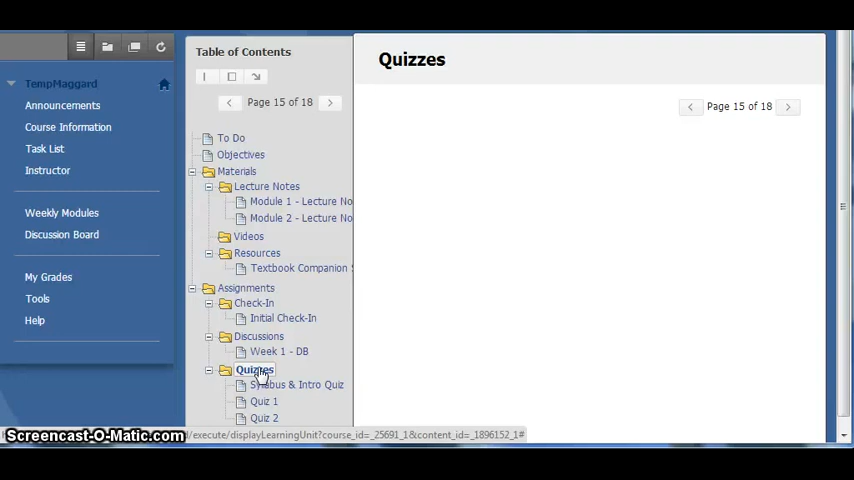 TempMaggard
Announcements
Course Information
Task List
Instructor
Weekly Modules
Discussion Board
My Grades
Tools
Help
Table of Contents
Page 15 of 18
To Do
Objectives
Materials
Lecture Notes
Module 1 - Lecture No
Module 2 - Lecture No
Videos
Resources
Textbook Companion S
Assignments
Check-In
Initial Check-In
Discussions
Week 1 - DB
Quizzes
Syllabus & Intro Quiz
Quiz 1
Quiz 2
Quizzes
Page 15 of 18
Screencast-O-Matic.com
d/execute/displayLearningUnit?course_id=_25691_1&content_id=_1896152_1#